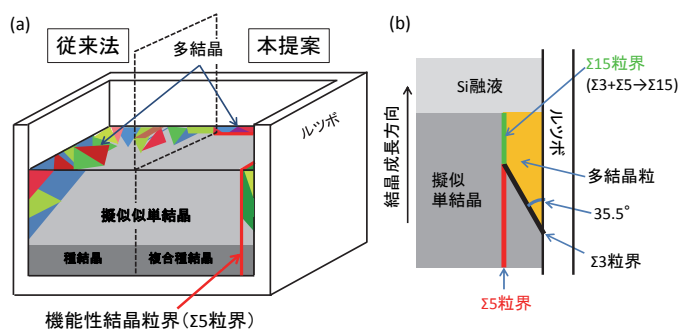 (a)
従来法
多結晶
本提案
ルツボ
擬似似単結晶
種結晶
複合種結晶
機能性結晶粒界(Σ5粒界)
(b)
Σ15粒界
(Σ3+Σ5→Σ15)
Si融液
ルツボ
結晶成長方向
擬似
単結晶
多結晶粒
35.5°
Σ3粒界
Σ5粒界